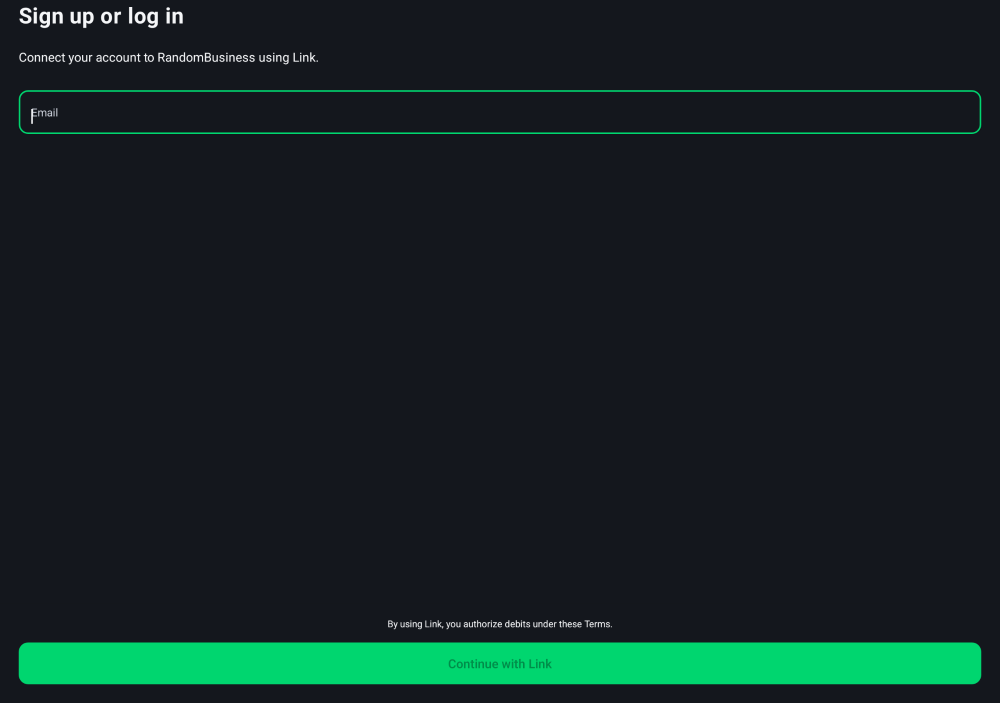 Sign up or log in
Connect your account to RandomBusiness using Link.
Email
By using Link, you authorize debits under these Terms.
Continue with Link